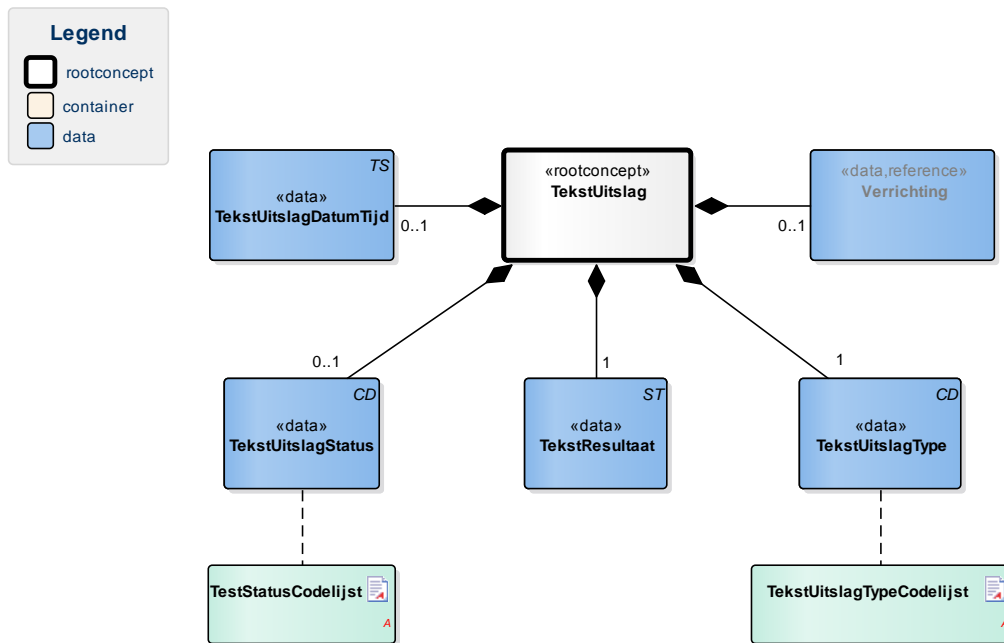 Legend
rootconcept
container
data
TS
«data»
TekstUitslagDatumTijd
0..1
«rootconcept»
TekstUitslag
«data,reference»
Verrichting
0..1
0..1
1
1
CD
«data»
TekstUitslagStatus
ST
«data»
TekstResultaat
CD
«data»
TekstUitslagType
TestStatusCodelijst
A
TekstUitslagTypeCodelijst
A